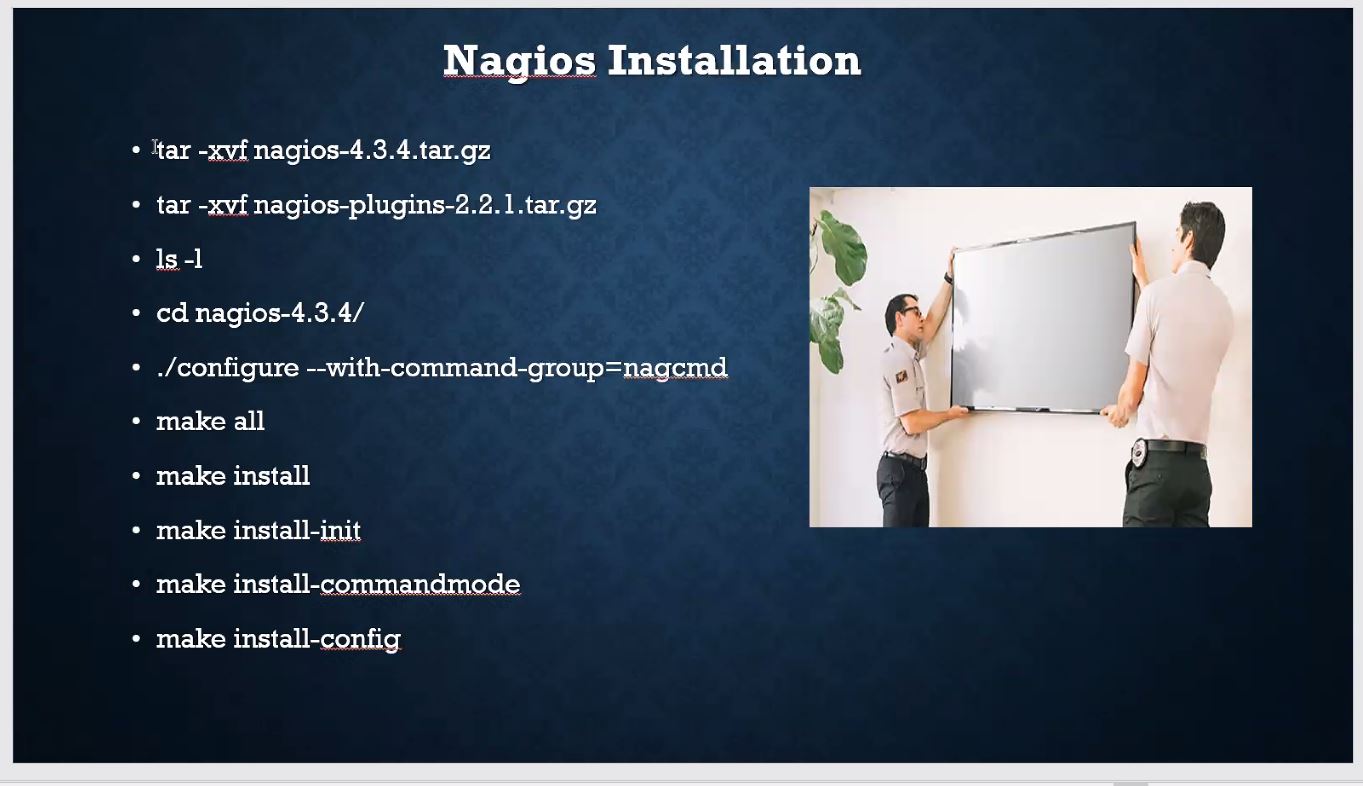 Nagios Installation
• tar -xvf nagios-4.3.4.tar.gz
• tar -xvf nagios-plugins-2.2.1.tar.gz
• ls -l
• cd nagios-4.3.4/
• ./configure --with-command-group=nagcmd
• make all
• make install
• make install-init
• make install-commandmode
• make install-config